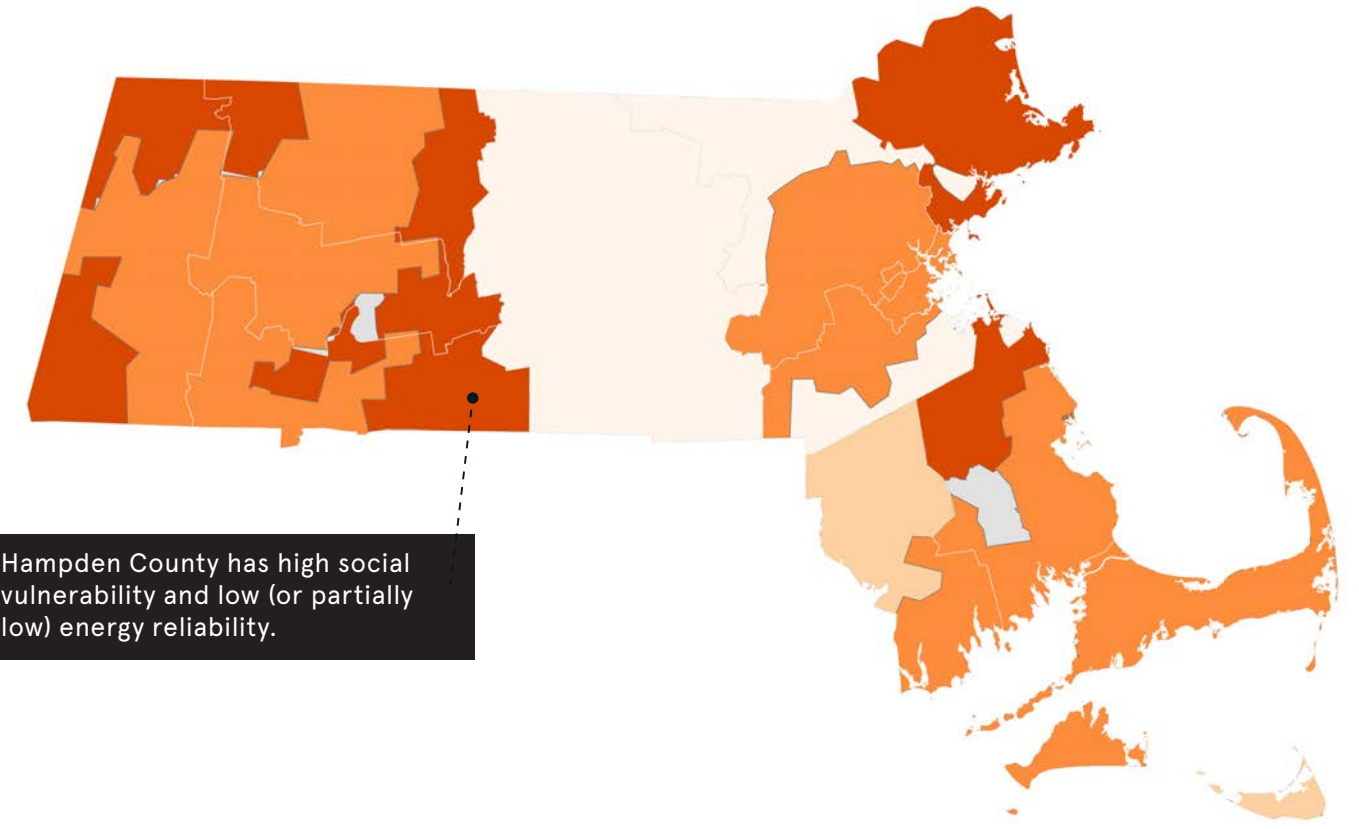 Hampden County has high social
vulnerability and low (or partially
low) energy reliability.